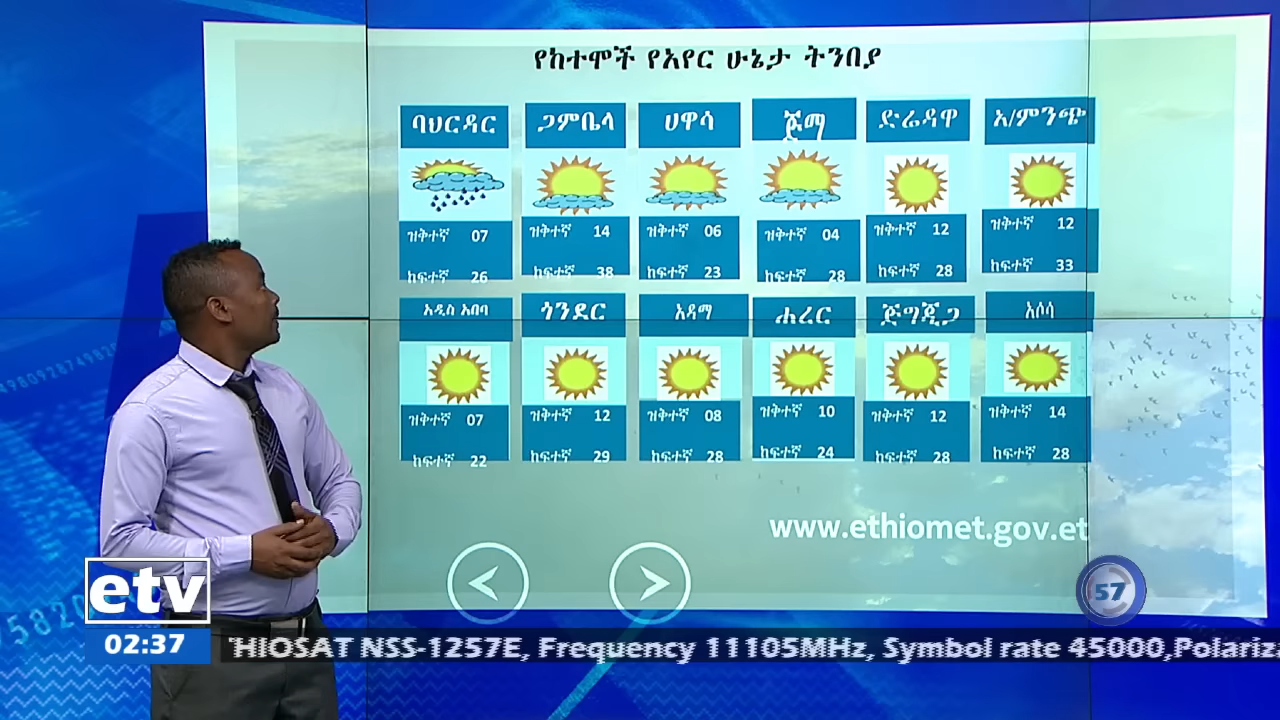 የከተሞች የአየር ሁኔታ ትንበያ
ባህርዳር ጋምቤላ ሀዋሳ ጅማ ድሬዳዋ አ/ምንጭ
ዝቅተኛ 07 ዝቅተኛ 14 ዝቅተኛ 06 ዝቅተኛ 04 ዝቅተኛ 12 ዝቅተኛ 12
ከፍተኛ 26 ከፍተኛ 38 ከፍተኛ 23 ከፍተኛ 28 ከፍተኛ 28 ከፍተኛ 33
አዲስ አበባ ጎንደር አዳማ ሐረር ጅግጂጋ አሶሳ
ዝቅተኛ 07 ዝቅተኛ 12 ዝቅተኛ 08 ዝቅተኛ 10 ዝቅተኛ 12 ዝቅተኛ 14
ከፍተኛ 22 ከፍተኛ 29 ከፍተኛ 28 ከፍተኛ 24 ከፍተኛ 28 ከፍተኛ 28
www.ethiomet.gov.et
57
etv
02:37 HIOSAT NSS-1257E, Frequency 11105MHz, Symbol rate 45000,Polariza